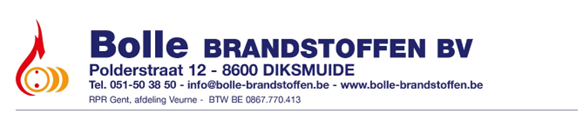 Bolle BRANDSTOFFEN BV
Polderstraat 12 - 8600 DIKSMUIDE
Tel. 051-50 38 50 - info@bolle-brandstoffen.be - www.bolle-brandstoffen.be
RPR Gent, afdeling Veurne - BTW BE 0867.770.413